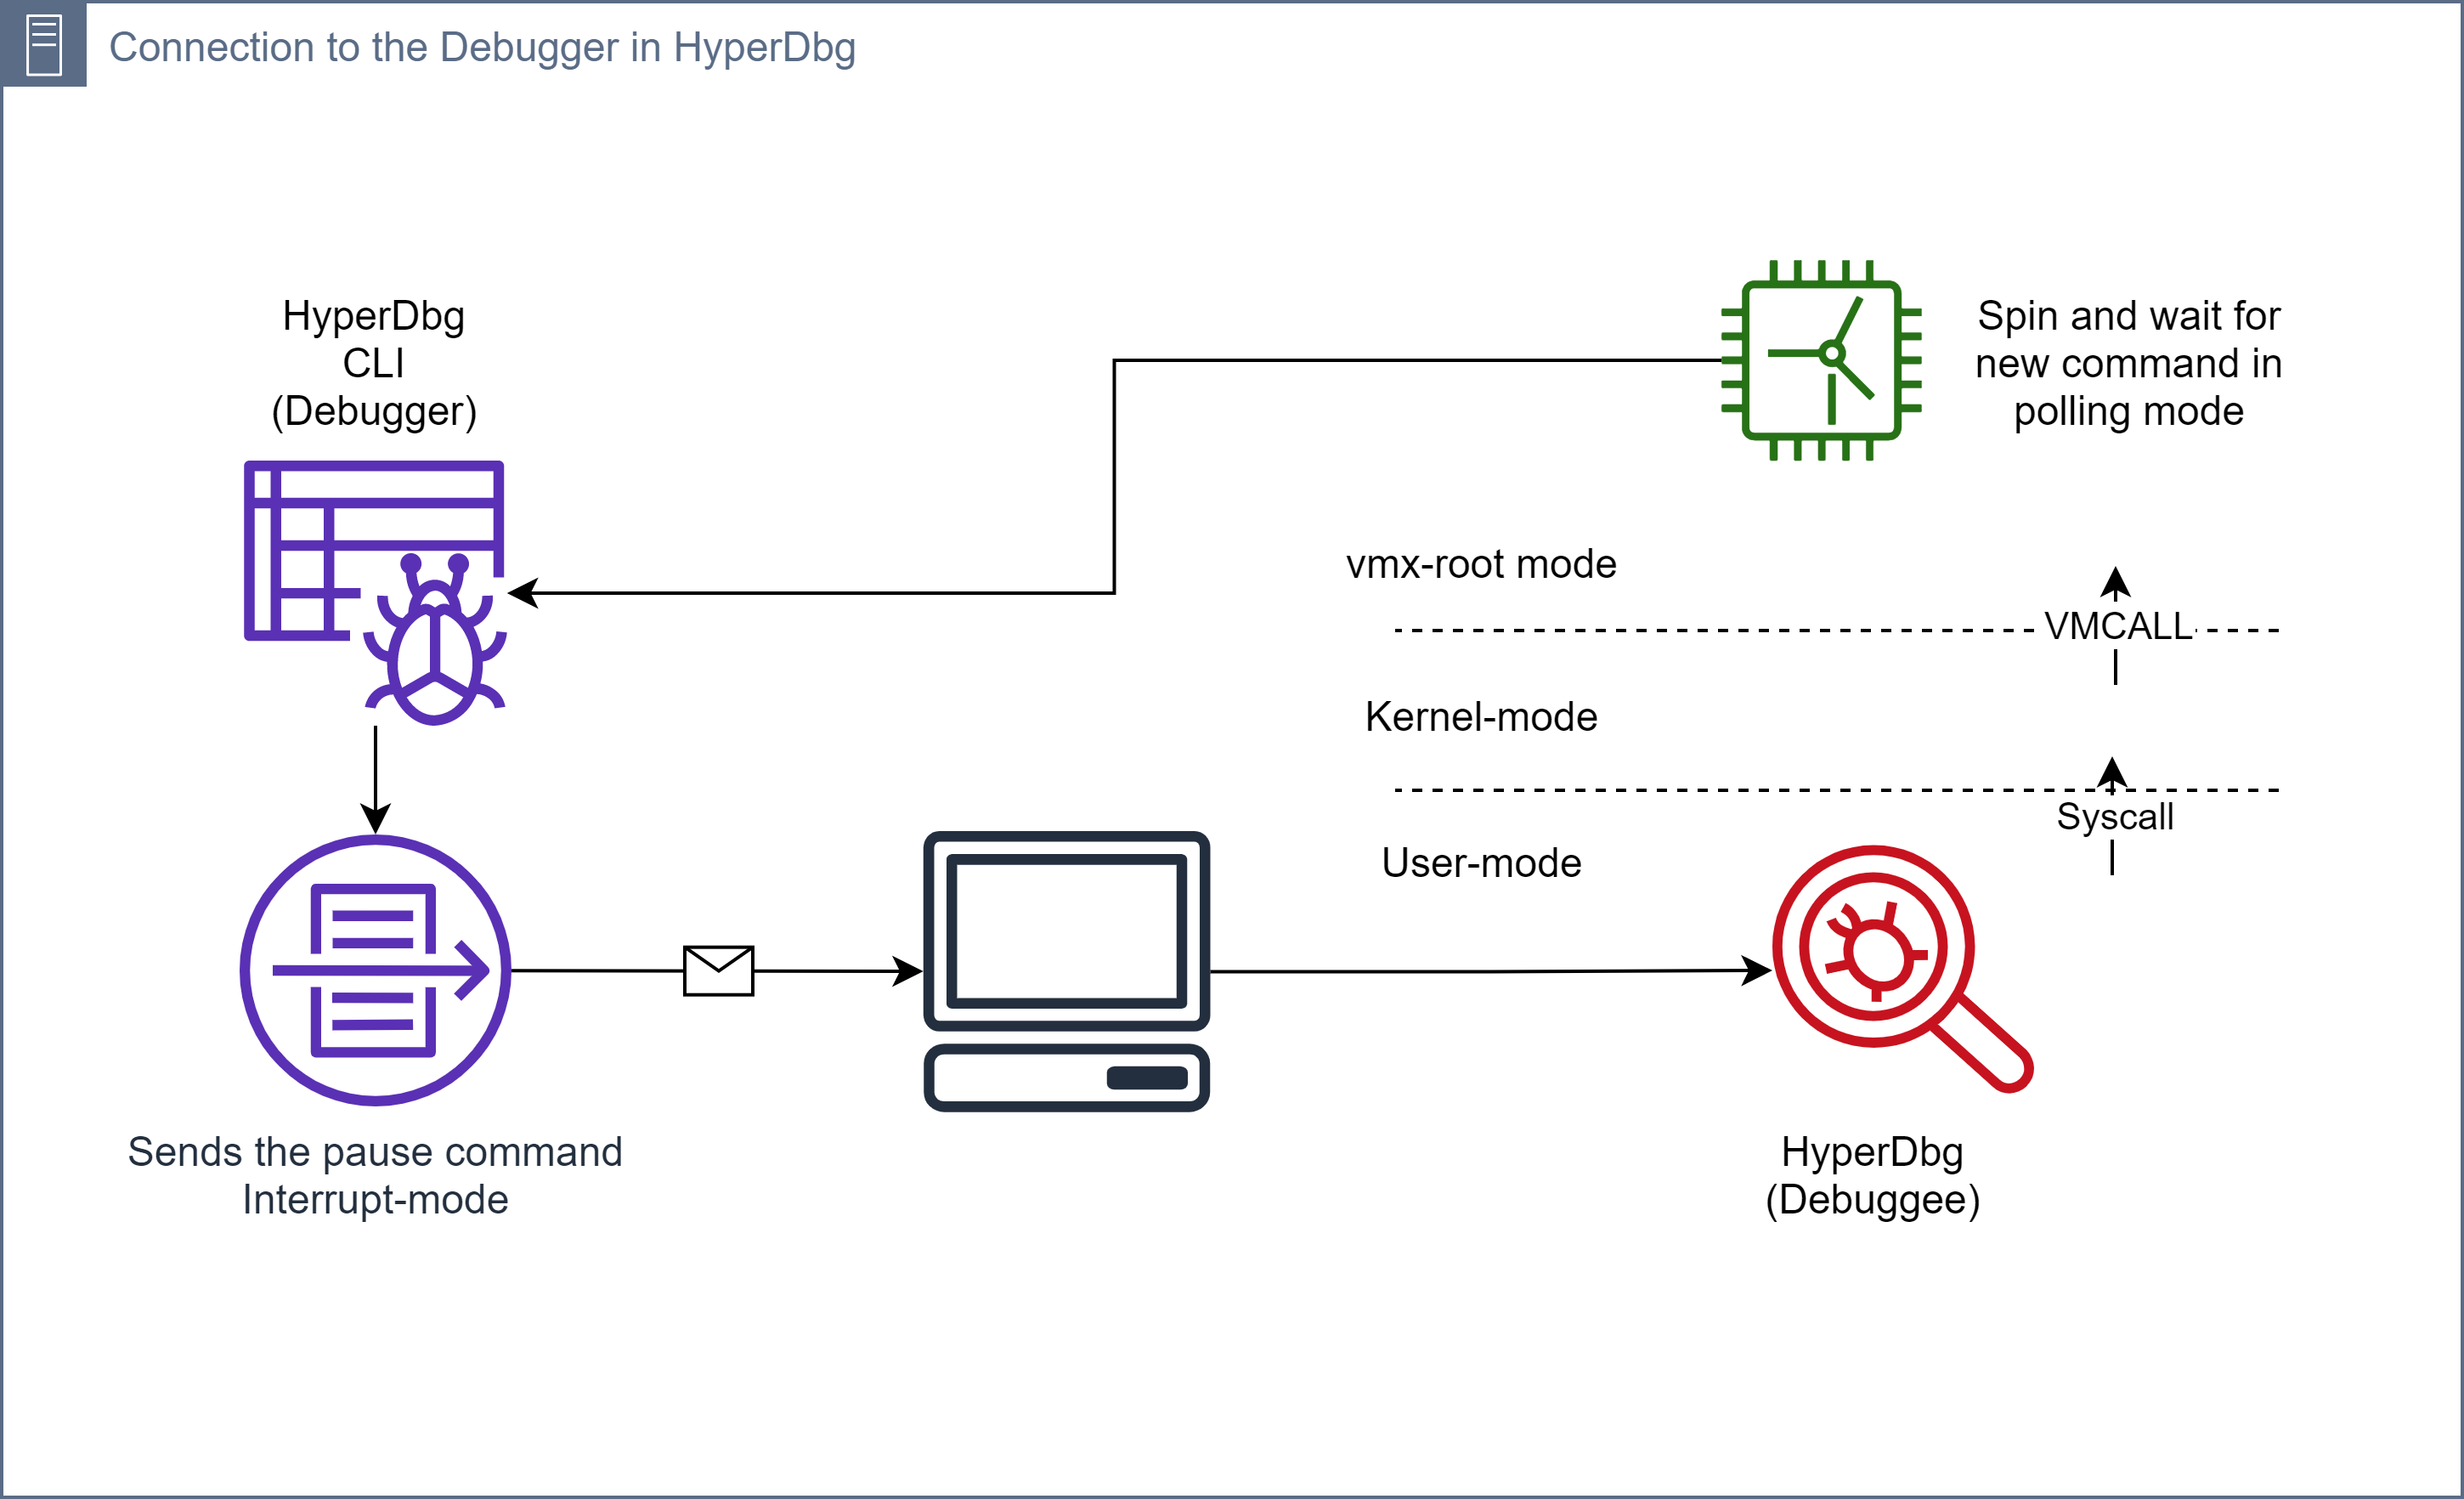 Connection to the Debugger in HyperDbg
HyperDbg
CLI
(Debugger)
Spin and wait for
new command in
polling mode
vmx-root mode
VMCALL
Kernel-mode
Syscall
User-mode
Sends the pause command
Interrupt-mode
HyperDbg
(Debuggee)